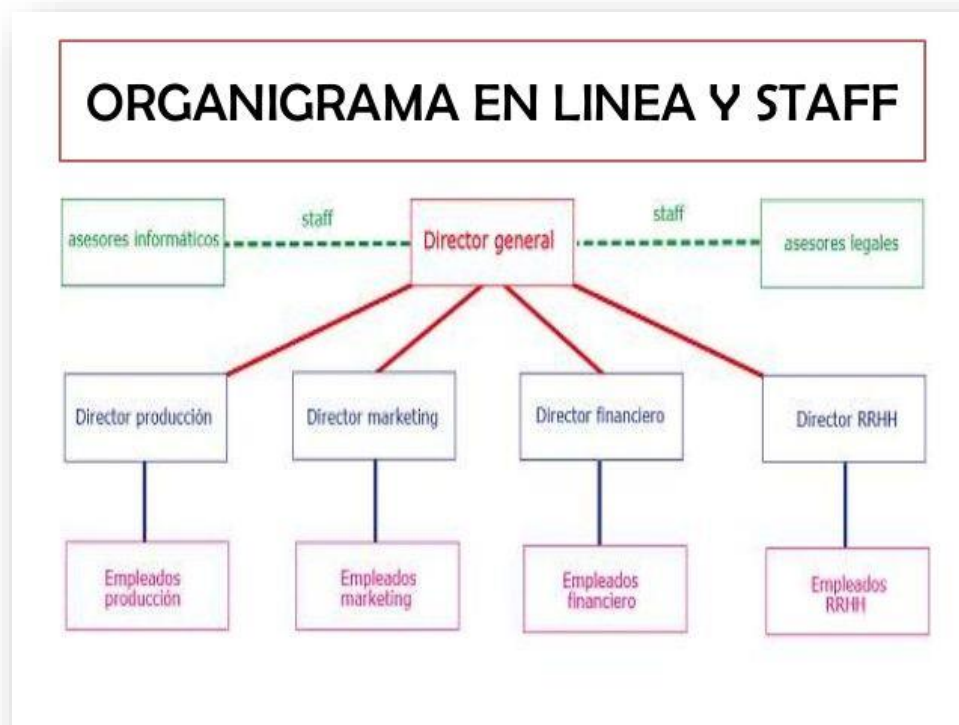 ORGANIGRAMA EN LINEA Y STAFF
staff
staff
asesores informáticos
Director general
asesores legales
Director producción
Director marketing
Director financiero
Director RRHH
Empleados
producción
Empleados
marketing
Empleados
financiero
Empleados
RRHH